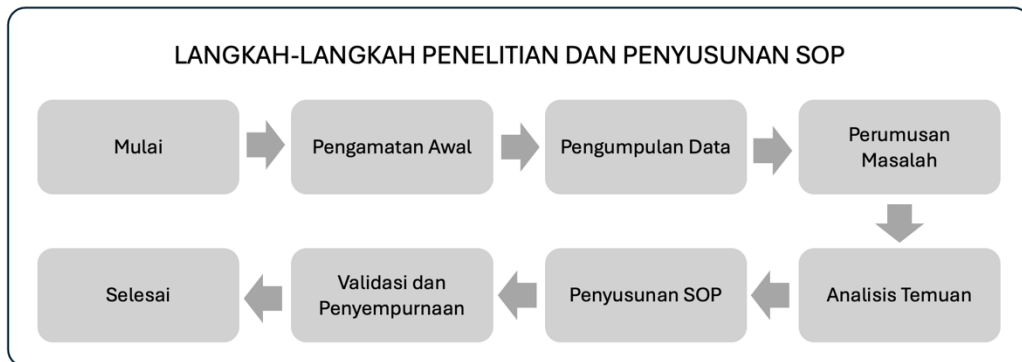 LANGKAH-LANGKAH PENELITIAN DAN PENYUSUNAN SOP
Mulai
Pengamatan Awal
Pengumpulan Data
Perumusan
Masalah
Analisis Temuan
Penyusunan SOP
Validasi dan
Penyempurnaan
Selesai